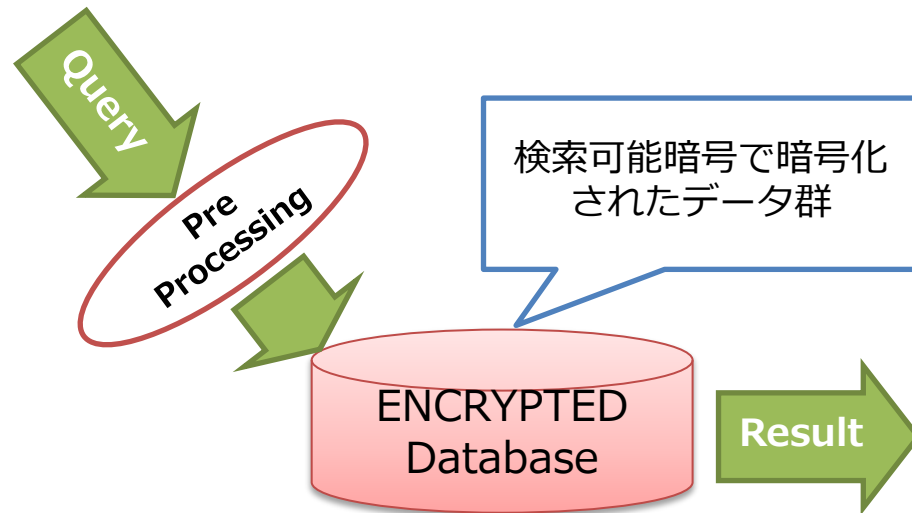 Query
Pre
Processing
検索可能暗号で暗号化
されたデータ群
ENCRYPTED
Database
Result